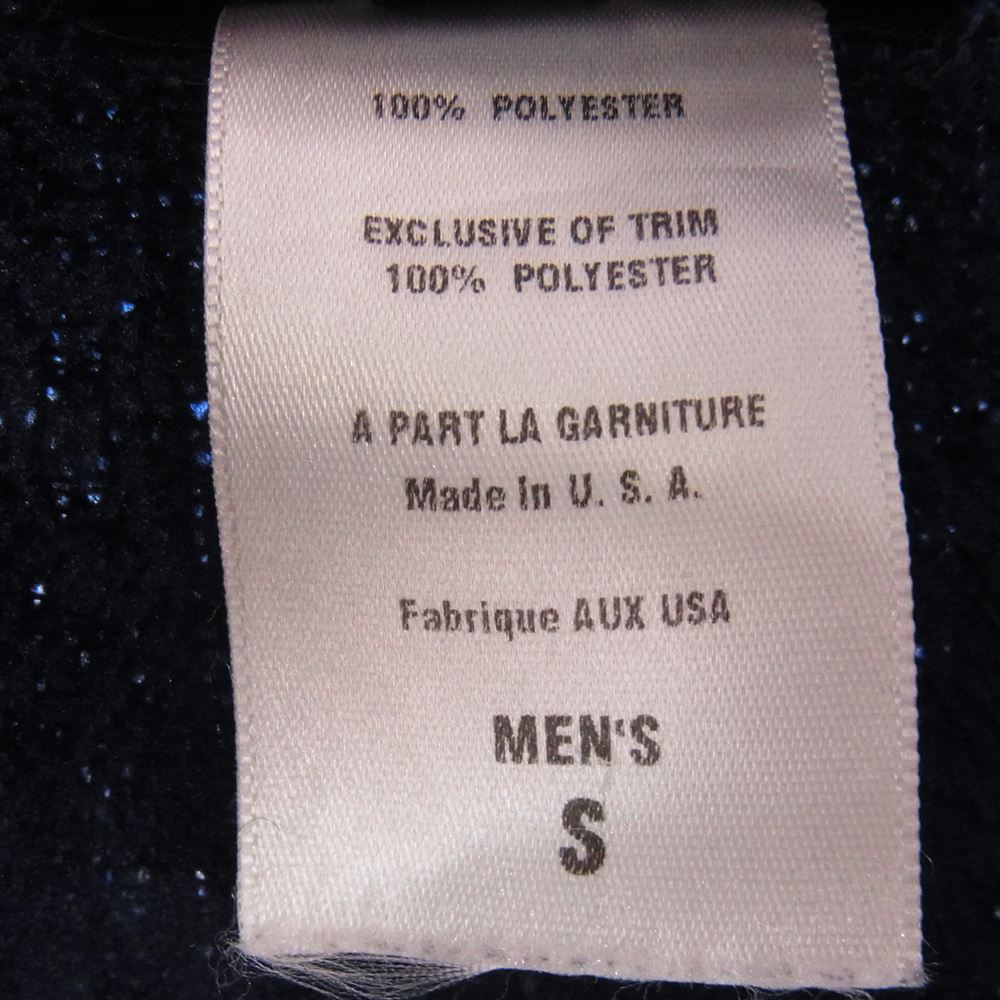 100% POLYESTER
EXCLUSIVE OF TRIM
100% POLYESTER
A PART LA GARNITURE
Made In U. S. A.
Fabrique AUX USA
MEN'S
S